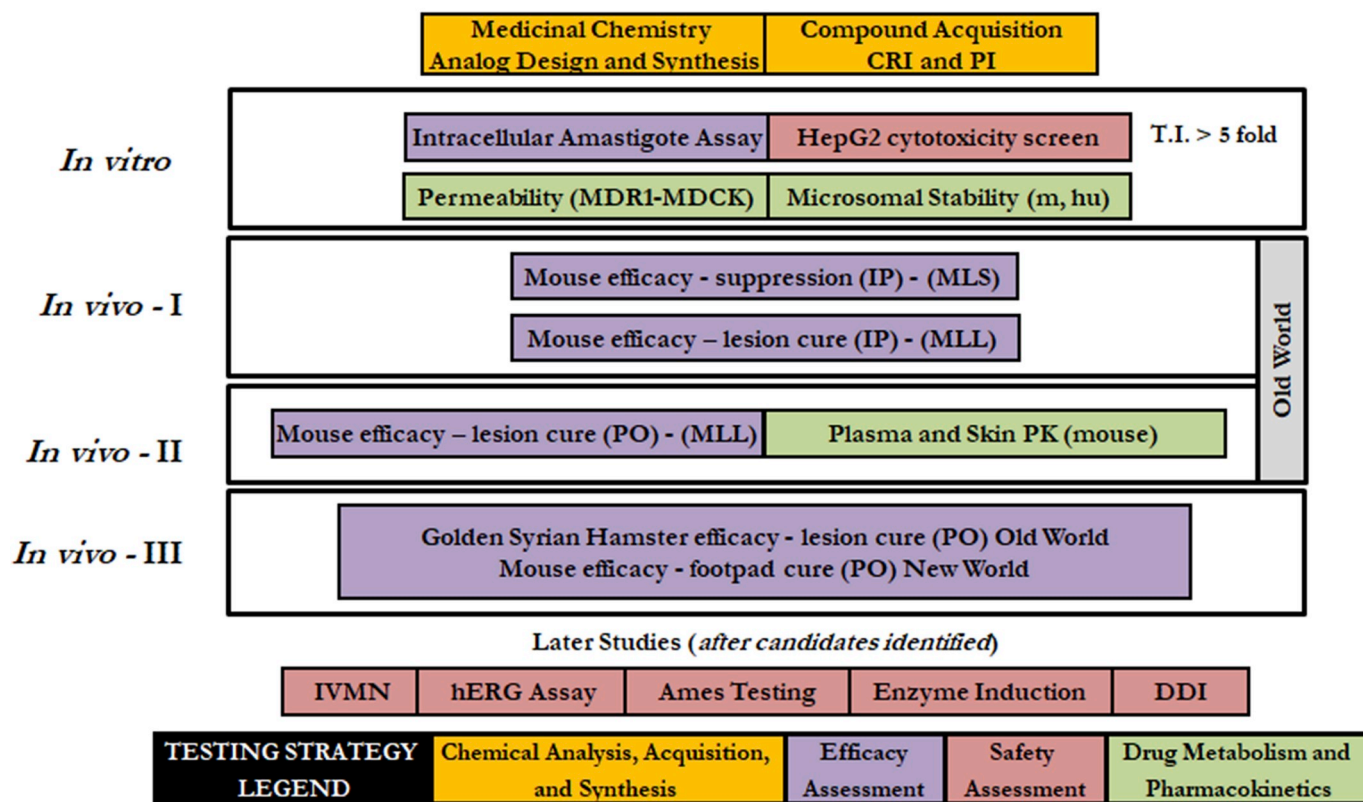 Medicinal Chemistry
Analog Design and Synthesis
Compound Acquisition
CRI and PI
In vitro
Intracellular Amastigote Assay
HepG2 cytotoxicity screen
T.I. > 5 fold
Permeability (MDR1-MDCK)
Microsomal Stability (m, hu)
In vivo - I
Mouse efficacy - suppression (IP) - (MLS)
Mouse efficacy – lesion cure (IP) - (MLL)
Old World
In vivo - II
Mouse efficacy – lesion cure (PO) - (MLL)
Plasma and Skin PK (mouse)
In vivo - III
Golden Syrian Hamster efficacy - lesion cure (PO) Old World
Mouse efficacy - footpad cure (PO) New World
Later Studies (after candidates identified)
IVMN
hERG Assay
Ames Testing
Enzyme Induction
DDI
TESTING STRATEGY
LEGEND
Chemical Analysis, Acquisition,
and Synthesis
Efficacy
Assessment
Safety
Assessment
Drug Metabolism and
Pharmacokinetics